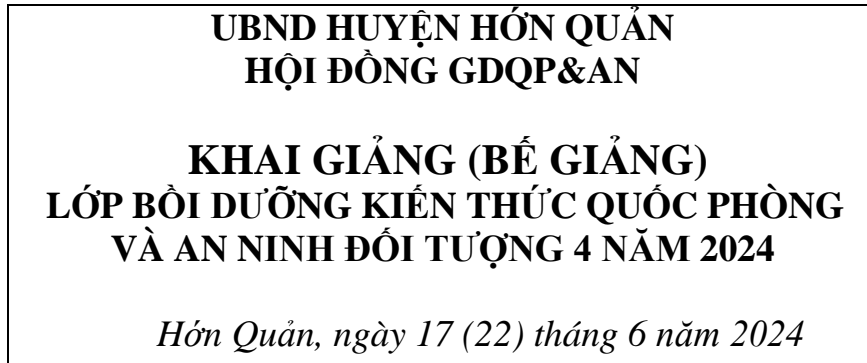 UBND HUYỆN HỚN QUẢN
HỘI ĐỒNG GDQP&AN
KHAI GIẢNG (BẾ GIẢNG)
LỚP BỒI DƯỠNG KIẾN THỨC QUỐC PHÒNG
VÀ AN NINH ĐỐI TƯỢNG 4 NĂM 2024
Hớn Quản, ngày 17 (22) tháng 6 năm 2024